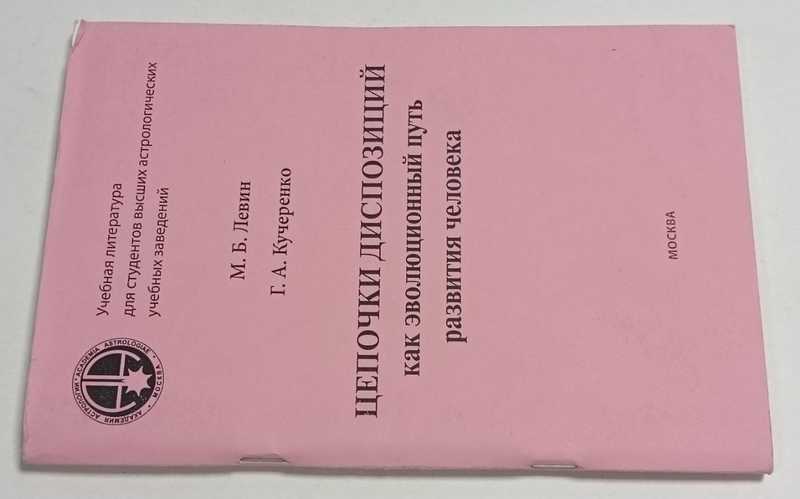 Учебная литература
для студентов высших астрологических
учебных заведений
АКАДЕМИЯ АСТРОЛОГИИ • ACADEMIA ASTROLOGIAE • МОСКВА •
М. Б. Левин
Г. А. Кучеренко
ЦЕПОЧКИ ДИСПОЗИЦИЙ
как эволюционный путь
развития человека
МОСКВА